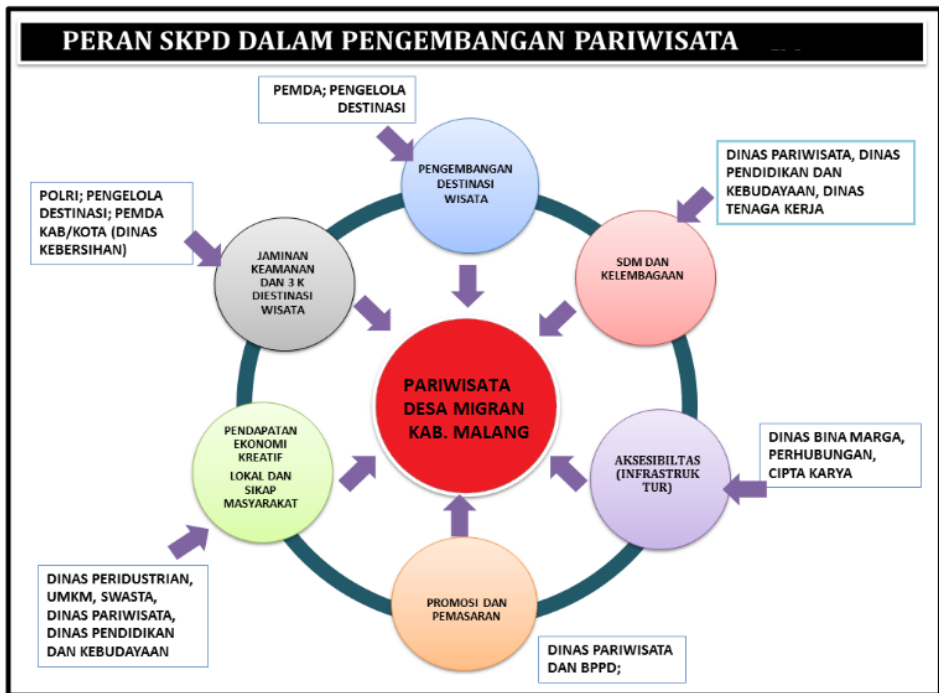 PERAN SKPD DALAM PENGEMBANGAN PARIWISATA
PEMDA; PENGELOLA
DESTINASI
PENGEMBANGAN
DESTINASI
WISATA
DINAS PARIWISATA, DINAS
PENDIDIKAN DAN
KEBUDAYAAN, DINAS
TENAGA KERJA
SDM DAN
KELEMBAGAAN
POLRI; PENGELOLA
DESTINASI; PEMDA
KAB/KOTA (DINAS
KEBERSIHAN)
JAMINAN
KEAMANAN
DAN 3 K
DIESTINASI
WISATA
PARIWISATA
DESA MIGRAN
KAB. MALANG
DINAS BINA MARGA,
PERHUBUNGAN,
CIPTA KARYA
AKSESIBILTAS
(INFRASTRUK
TUR)
PENDAPATAN
EKONOMI
KREATIF
LOKAL DAN
SIKAP
MASYARAKAT
DINAS PERIDUSTRIAN,
UMKM, SWASTA,
DINAS PARIWISATA,
DINAS PENDIDIKAN
DAN KEBUDAYAAN
PROMOSI DAN
PEMASARAN
DINAS PARIWISATA
DAN BPPD;